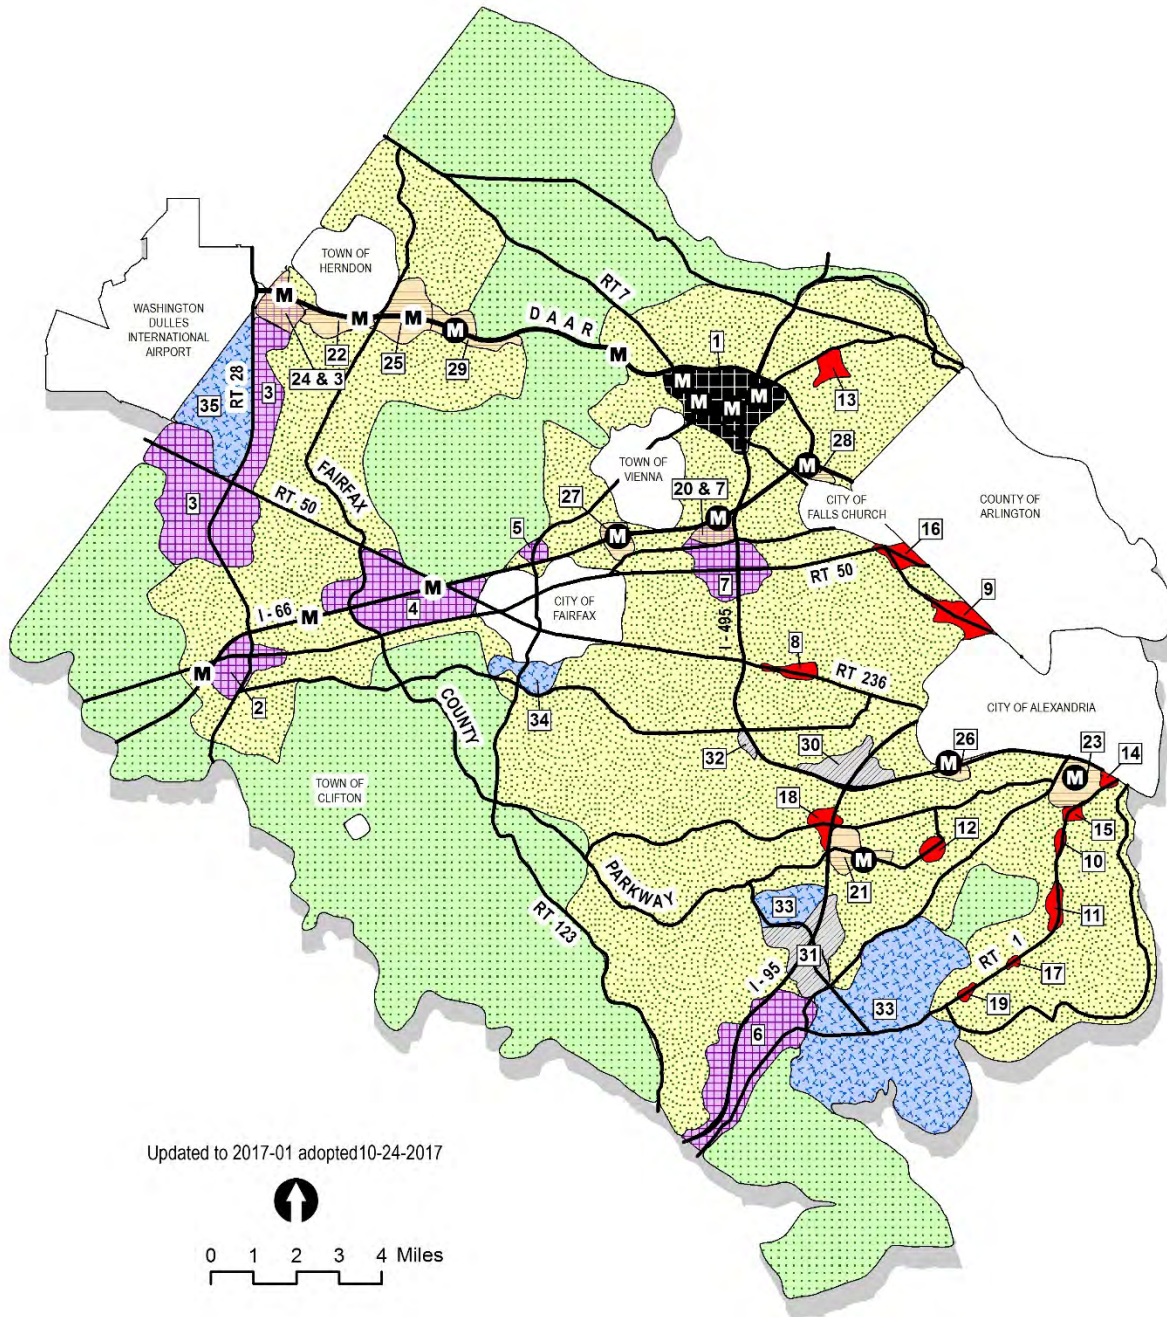 TOWN OF
HERNDON
WASHINGTON
DULLES
INTERNATIONAL
AIRPORT
M
M
M
M
M
22
25
29
24 & 3
RT 28
3
35
3
RT 7
DAAR
1
M
M
M
M
13
28
M
TOWN OF
VIENNA
20 & 7
M
27
M
CITY OF
FALLS CHURCH
COUNTY OF
ARLINGTON
16
9
FAIRFAX
RT 50
5
7
RT 50
I - 495
I - 66
M
M
4
CITY OF
FAIRFAX
M
2
8
RT 236
CITY OF ALEXANDRIA
COUNTY
34
32
30
26
M
23
M
14
15
10
TOWN OF
CLIFTON
18
12
M
21
PARKWAY
11
RT 123
33
31
I - 95
RT 1
17
19
33
6
Updated to 2017-01 adopted10-24-2017
0 1 2 3 4 Miles